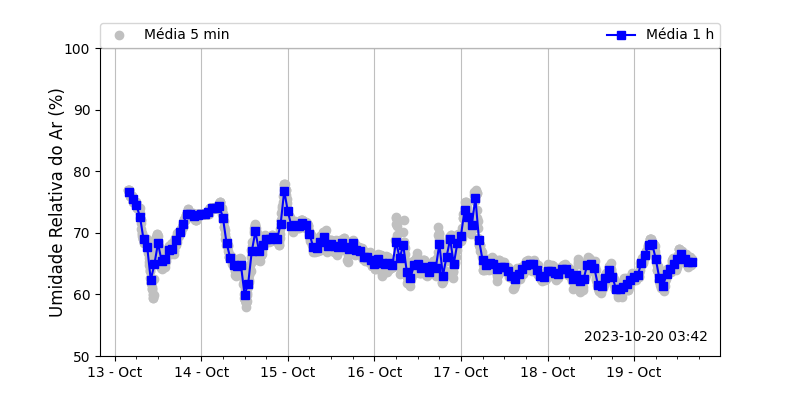 Média 5 min
Média 1 h
Umidade Relativa do Ar (%)
100
90
80
70
60
50
2023-10-20 03:42
13 - Oct
14 - Oct
15 - Oct
16 - Oct
17 - Oct
18 - Oct
19 - Oct